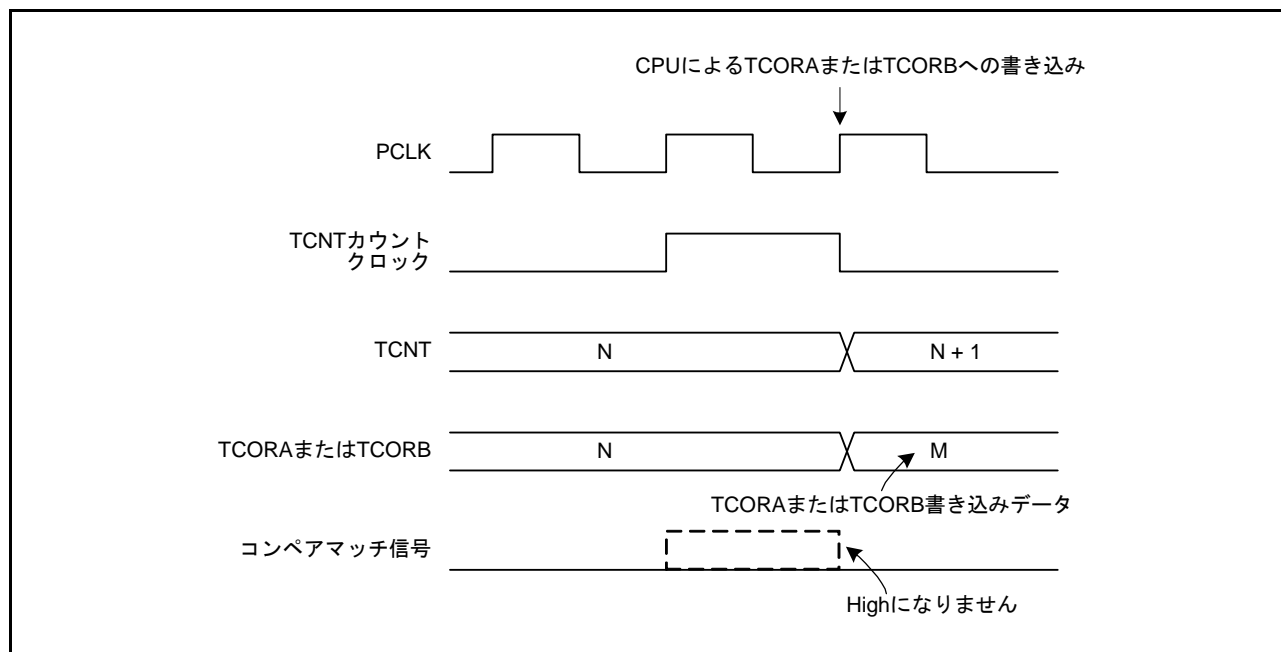 CPUによるTCORAまたはTCORBへの書き込み
PCLK
TCNTカウント
クロック
TCNT
N
N + 1
TCORAまたはTCORB
N
M
TCORAまたはTCORB書き込みデータ
コンペアマッチ信号
Highになりません